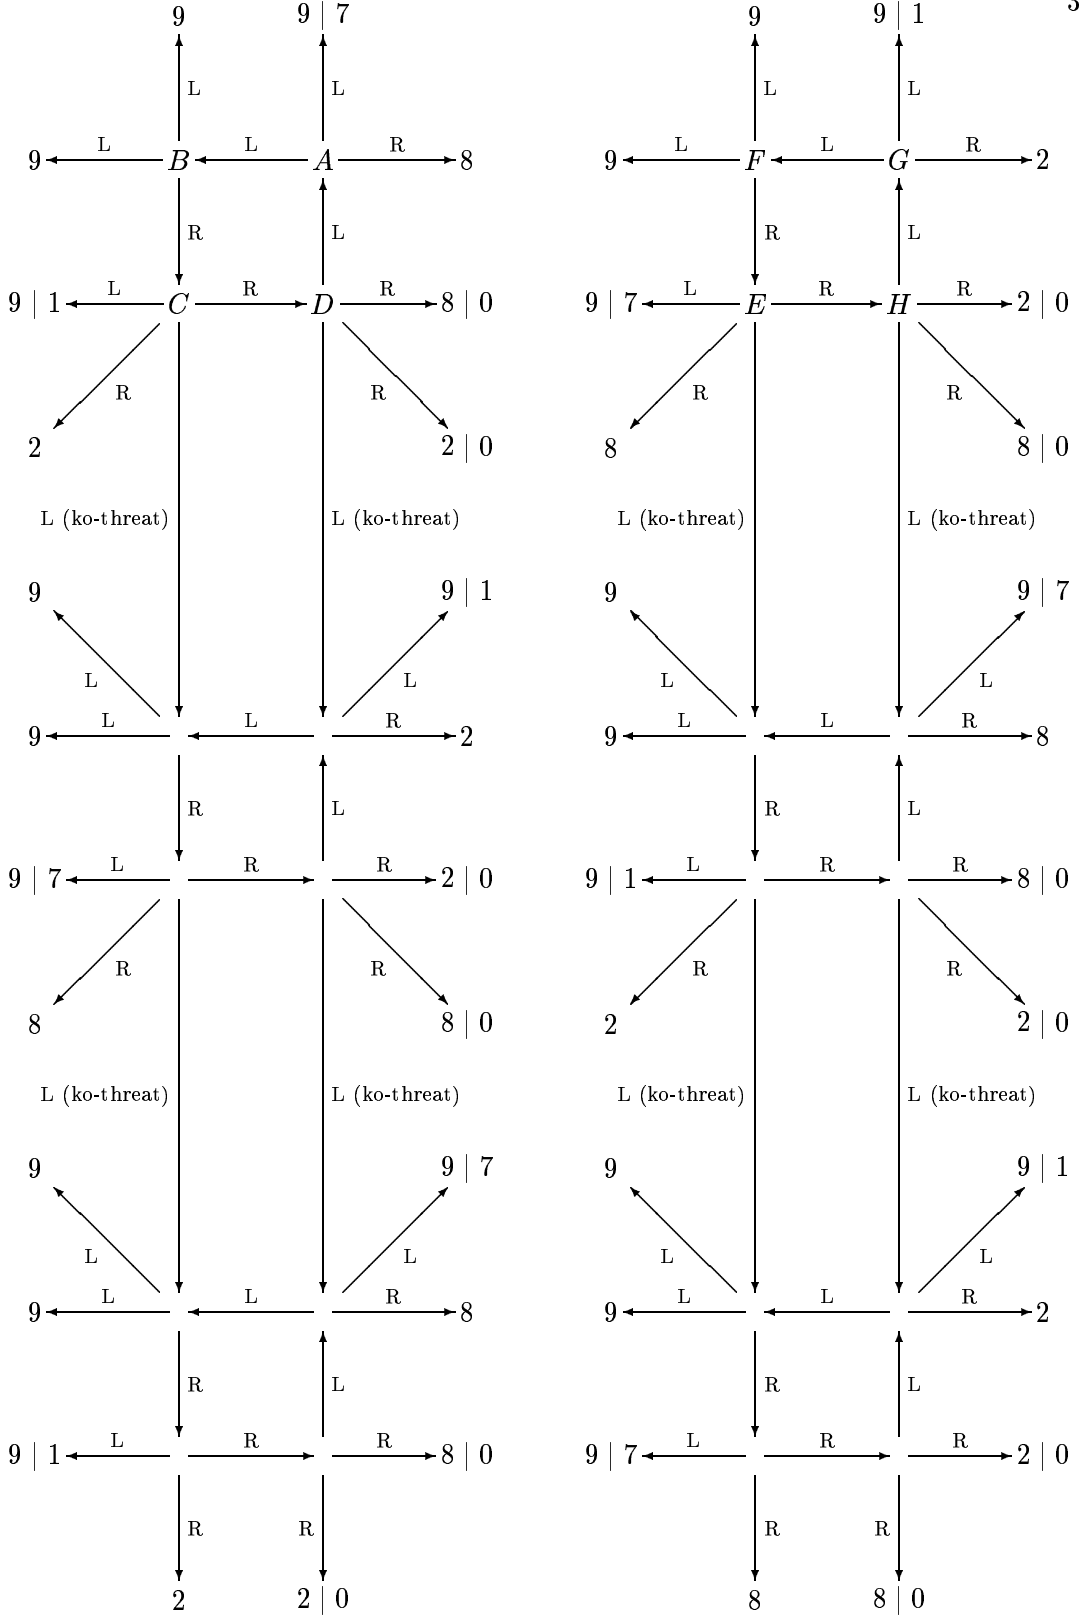 9 9 | 7 9 9 | 1 3
L L L L
9 L B L A R 8 9 L F L G R 2
R L R L
9 | 1 L C R D R 8 | 0 9 | 7 L E R H R 2 | 0
R R R R
2 2 | 0 8 8 | 0
L (ko-threat) L (ko-threat) L (ko-threat) L (ko-threat)
9 9 | 1 9 9 | 7
L L L L
9 L L R 2 9 L L R 8
R L R L
9 | 7 L R R 2 | 0 9 | 1 L R R 8 | 0
R R R R
8 8 | 0 2 2 | 0
L (ko-threat) L (ko-threat) L (ko-threat) L (ko-threat)
9 9 | 7 9 9 | 1
L L L L
9 L L R 8 9 L L R 2
R L R L
9 | 1 L R R 8 | 0 9 | 7 L R R 2 | 0
R R R R
2 2 | 0 8 8 | 0